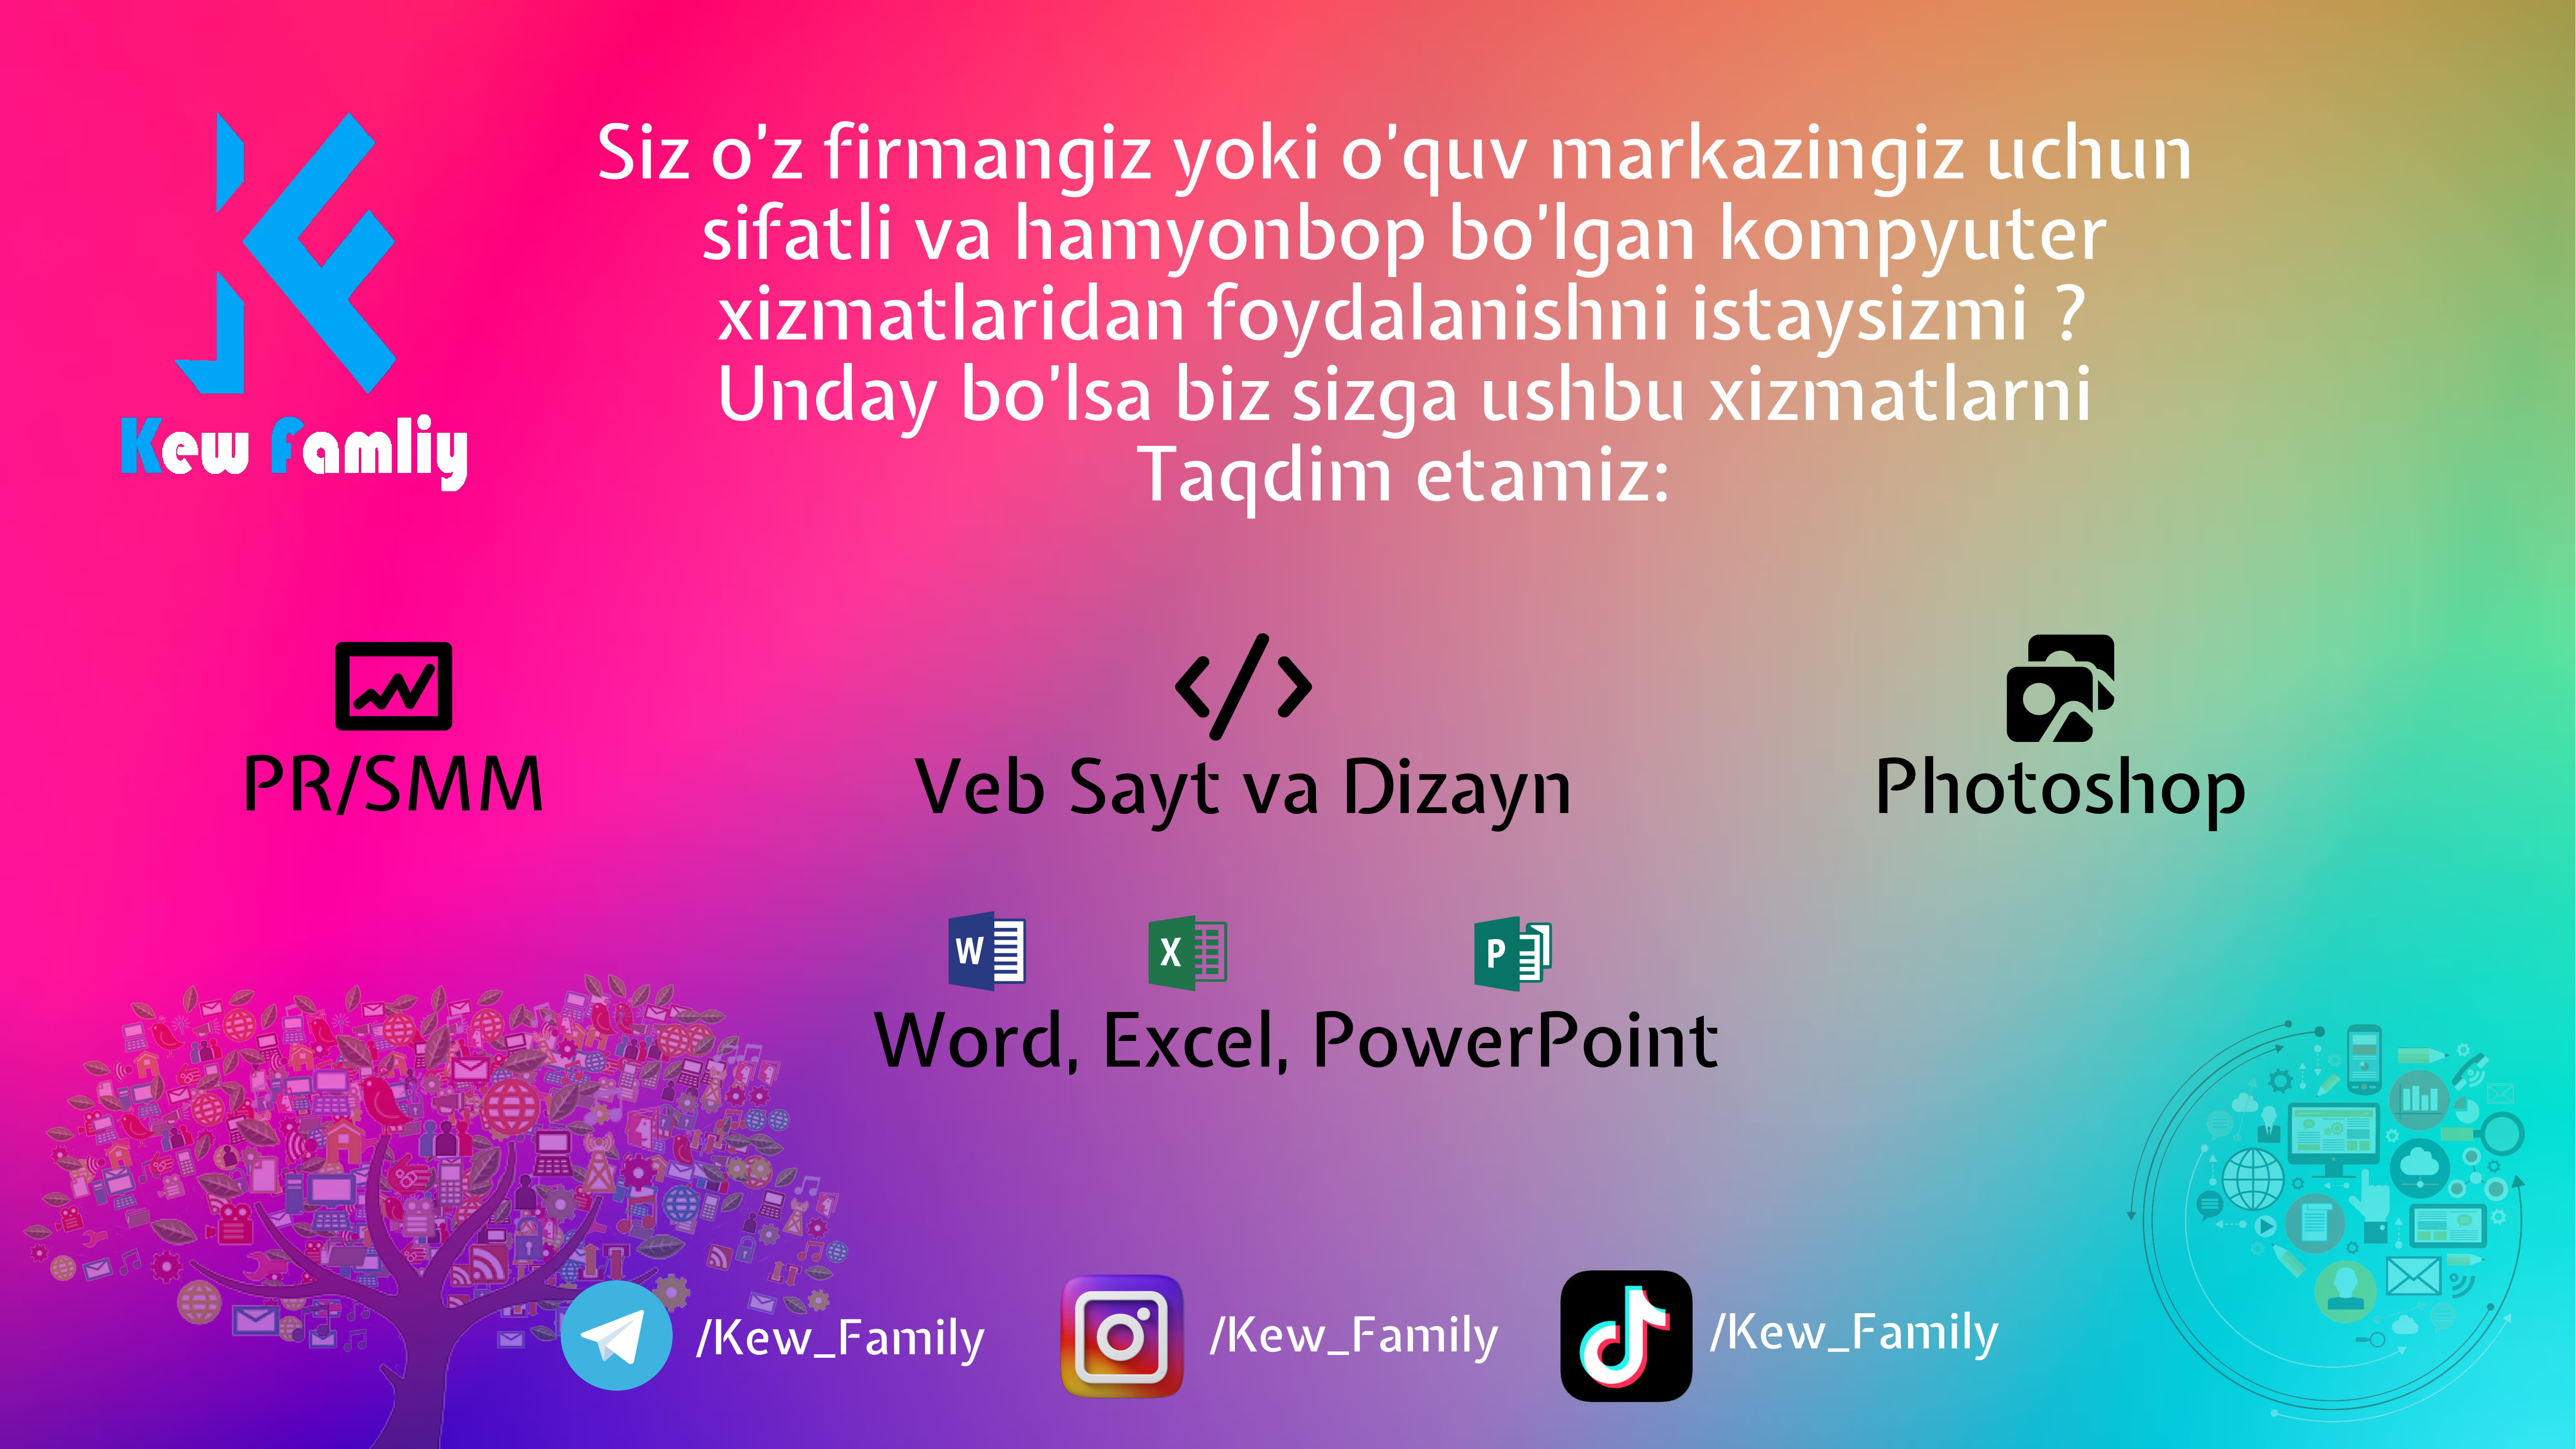 Kew Famliy
Siz o'z firmangiz yoki o'quv markazingiz uchun
sifatli va hamyonbop bo'lgan kompyuter
xizmatlaridan foydalanishni istaysizmi ?
Unday bo'lsa biz sizga ushbu xizmatlarni
Taqdim etamiz:
PR/SMM
Veb Sayt va Dizayn
Photoshop
W X P
Word, Excel, PowerPoint
/Kew_Family
/Kew_Family
/Kew_Family